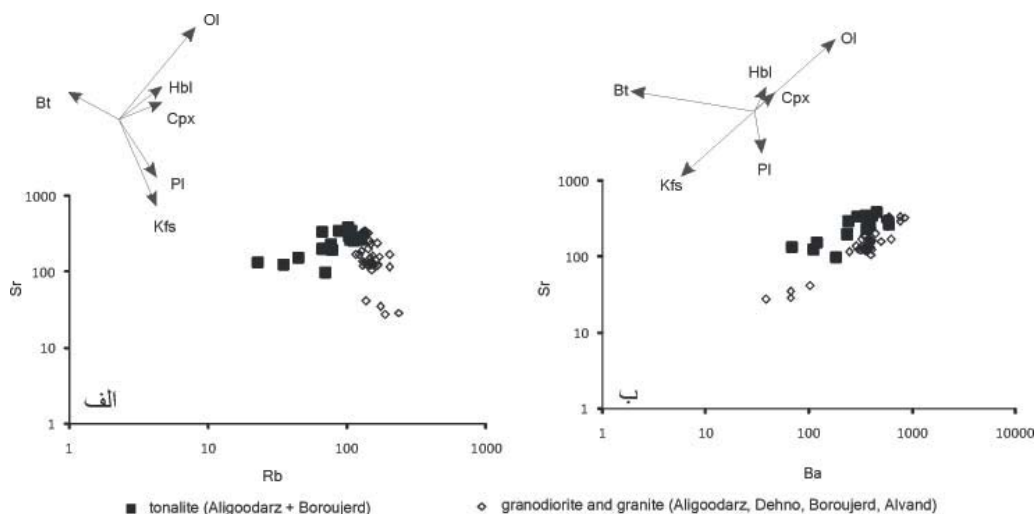 Ol
Hbl
Bt
Cpx
Pl
Kfs
1000
100
10
1
Sr
الف
1 10 100 1000
Rb
Ol
Hbl
Bt
Cpx
Pl
Kfs
1000
100
10
1
Sr
ب
1 10 100 1000 10000
Ba
tonalite (Aligoodarz + Boroujerd)
granodiorite and granite (Aligoodarz, Dehno, Boroujerd, Alvand)